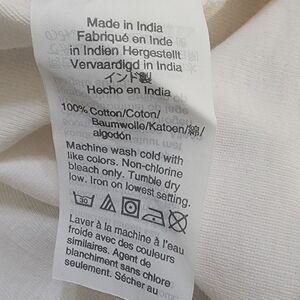 Made in India
Fabriqué en Inde
in Indien Hergestellt
Vervaardigd in India
インド製
Hecho en India
100% Cotton/Coton/
Baumwolle/Katoen/綿/
algodón
Machine wash cold with
like colors. Non-chlorine
bleach only. Tumble dry
low. Iron on lowest setting.
30
Laver à la machine à l'eau
froide avec des couleurs
similaires. Agent de
blanchiment sans chlore
seulement. Sécher au